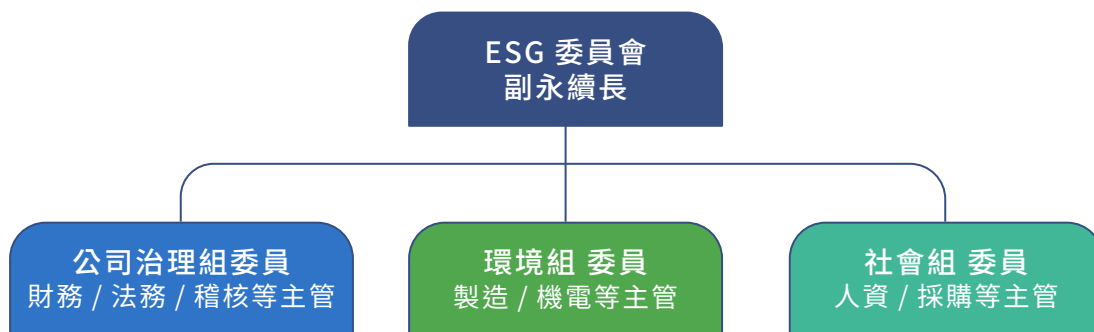 ESG 委員會
副永續長
公司治理組委員
財務 / 法務 / 稽核等主管
環境組 委員
製造 / 機電等主管
社會組 委員
人資 / 採購等主管